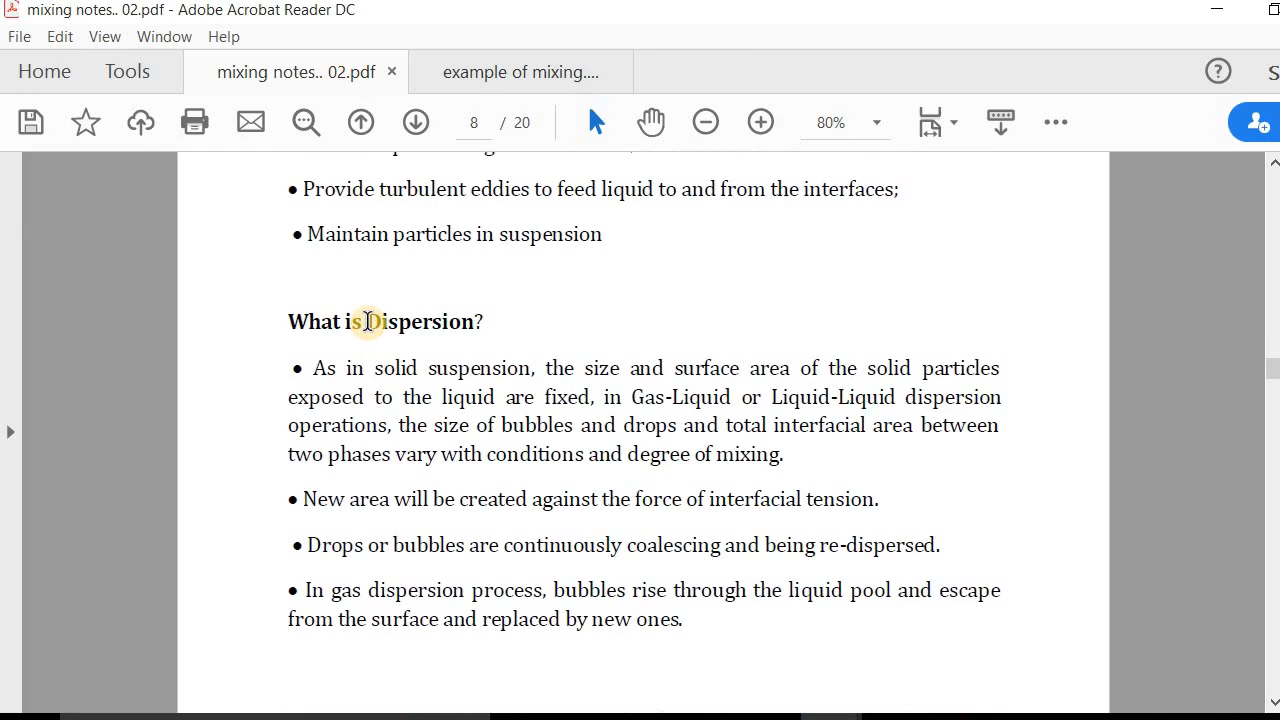 mixing notes.. 02.pdf - Adobe Acrobat Reader DC
File Edit View Window Help
Home Tools mixing notes.. 02.pdf × example of mixing....
8 / 20 80%
• Provide turbulent eddies to feed liquid to and from the interfaces;
• Maintain particles in suspension
What is Dispersion?
• As in solid suspension, the size and surface area of the solid particles
exposed to the liquid are fixed, in Gas-Liquid or Liquid-Liquid dispersion
operations, the size of bubbles and drops and total interfacial area between
two phases vary with conditions and degree of mixing.
• New area will be created against the force of interfacial tension.
• Drops or bubbles are continuously coalescing and being re-dispersed.
• In gas dispersion process, bubbles rise through the liquid pool and escape
from the surface and replaced by new ones.